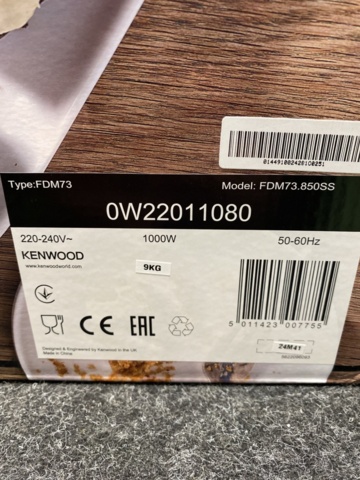 0144910024281D0251
Type:FDM73 Model: FDM73.850SS
0W22011080
220-240V~ 1000W 50-60Hz
KENWOOD
www.kenwoodworld.com
9KG
CE EAC
5 011423 007755
Designed & Engineered by Kenwood in the UK
Made in China
24M41